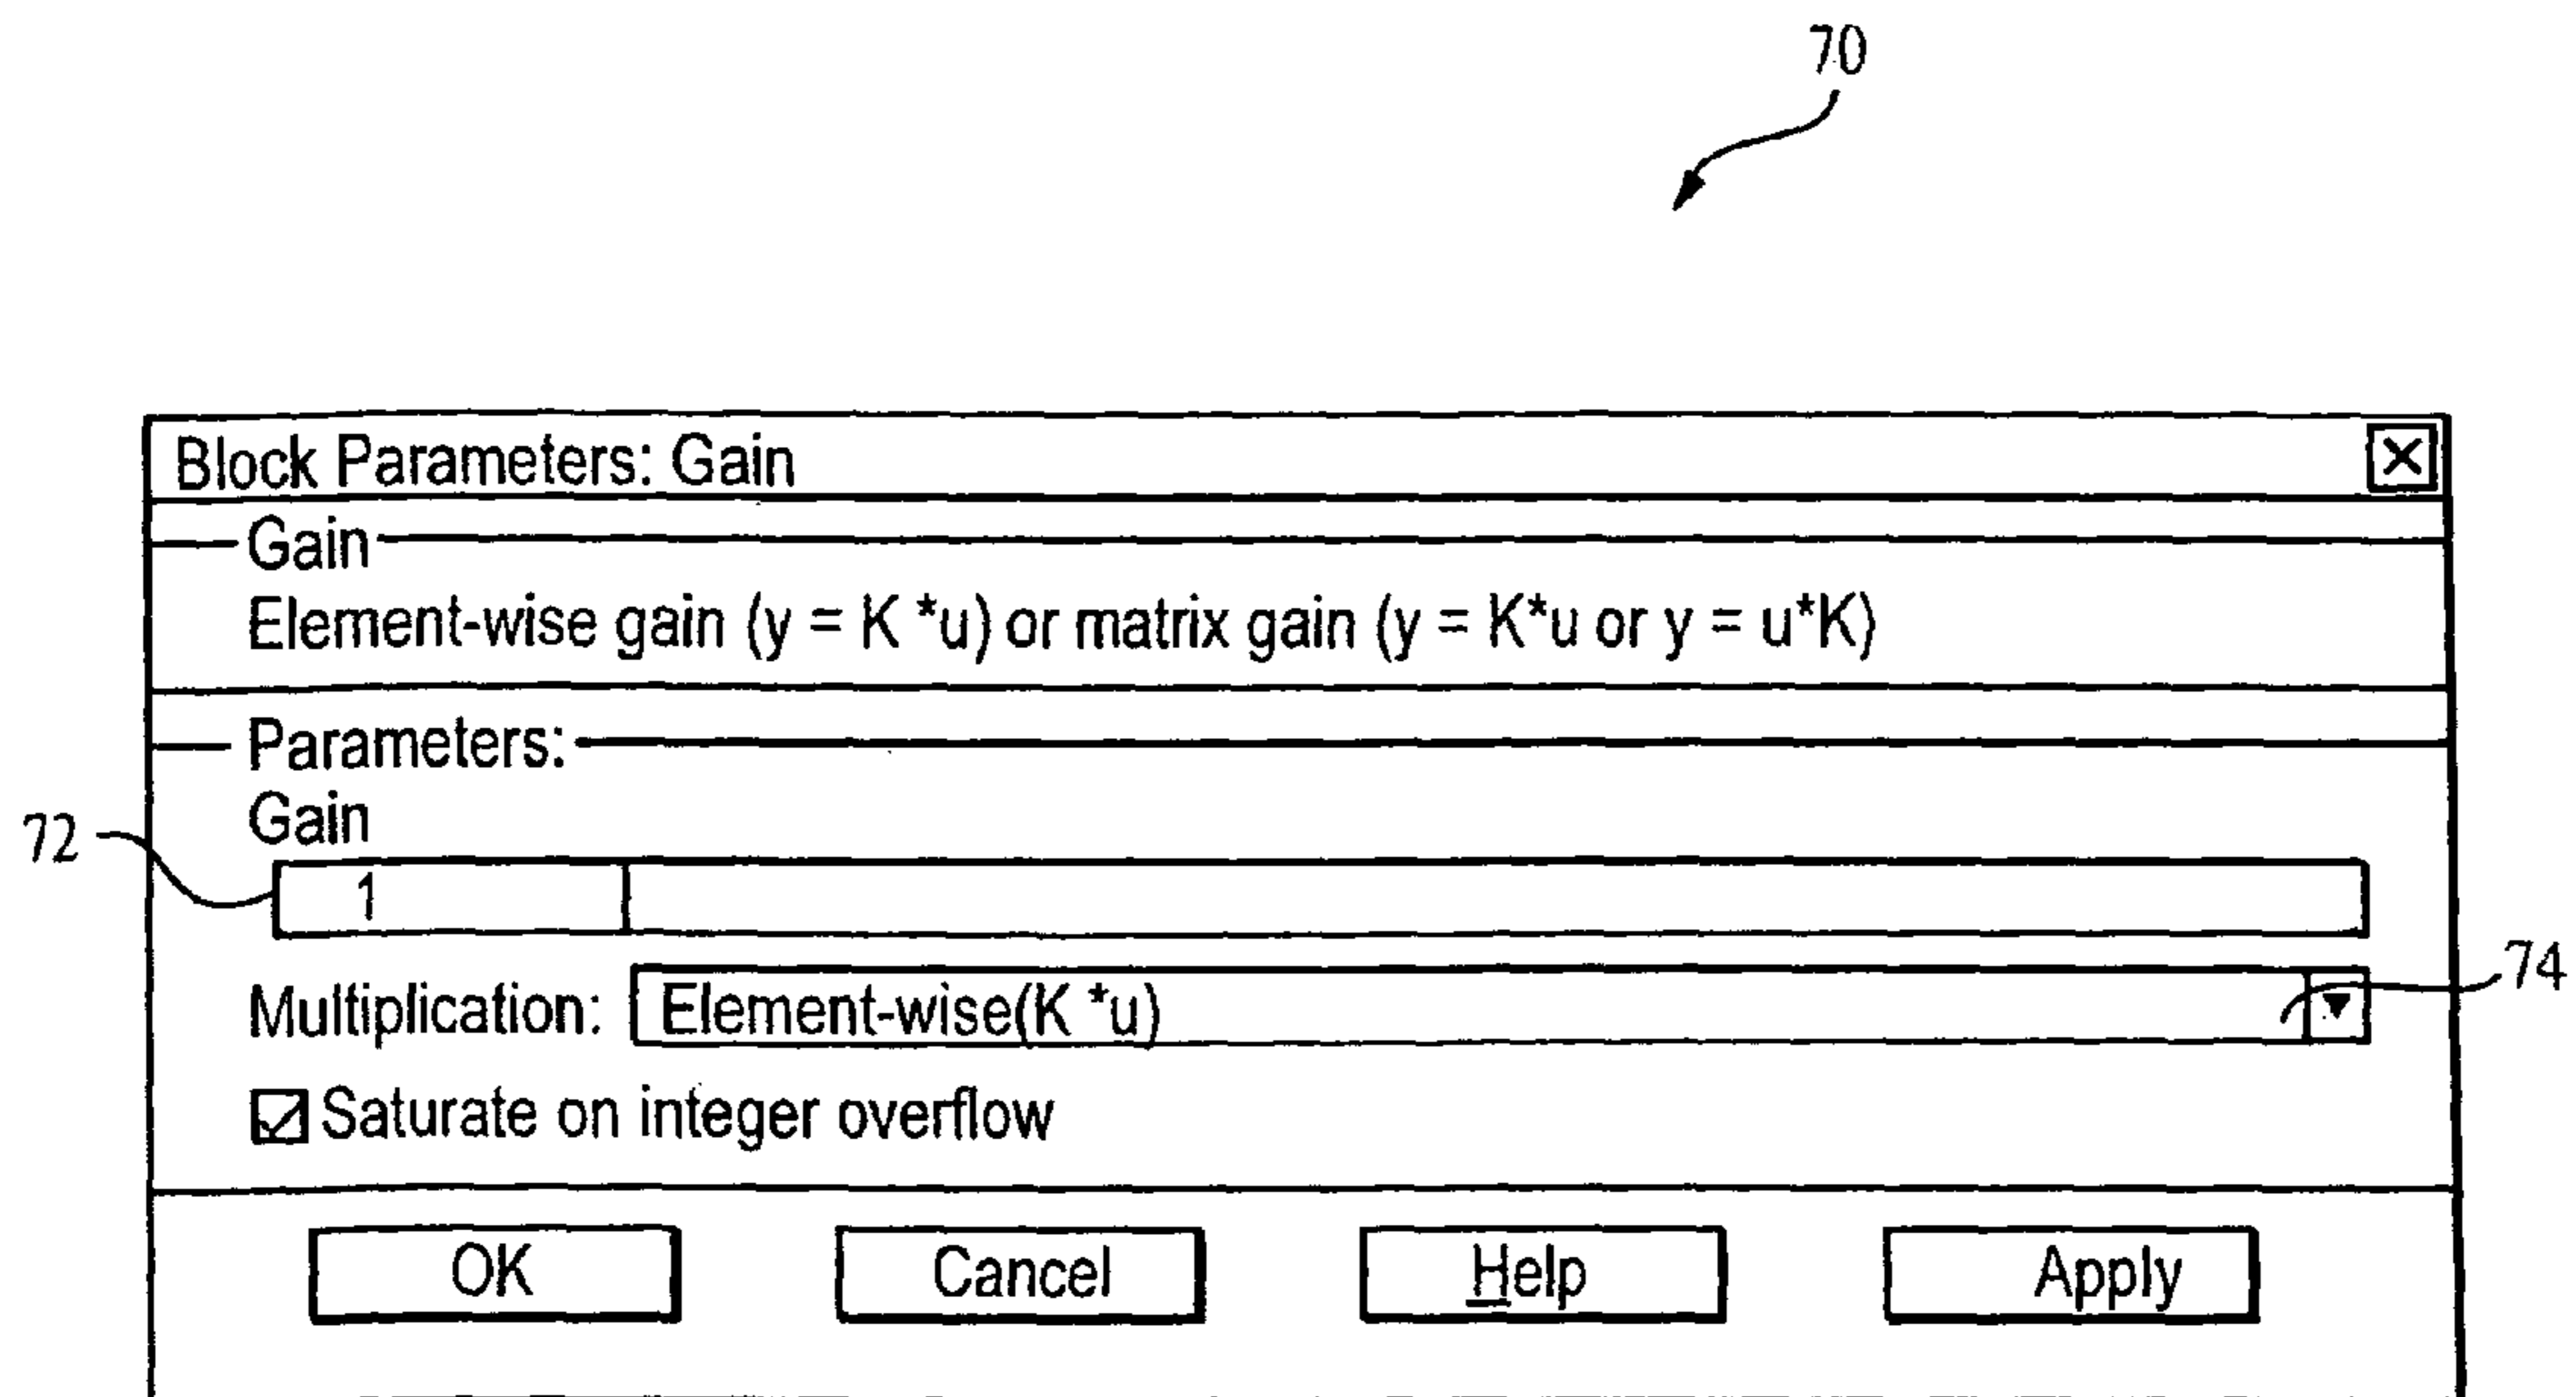 70
Block Parameters: Gain
Gain
Element-wise gain (y = K *u) or matrix gain (y = K*u or y = u*K)
Parameters:
Gain
72
1
Multiplication: Element-wise(K *u)
74
Saturate on integer overflow
OK Cancel Help Apply